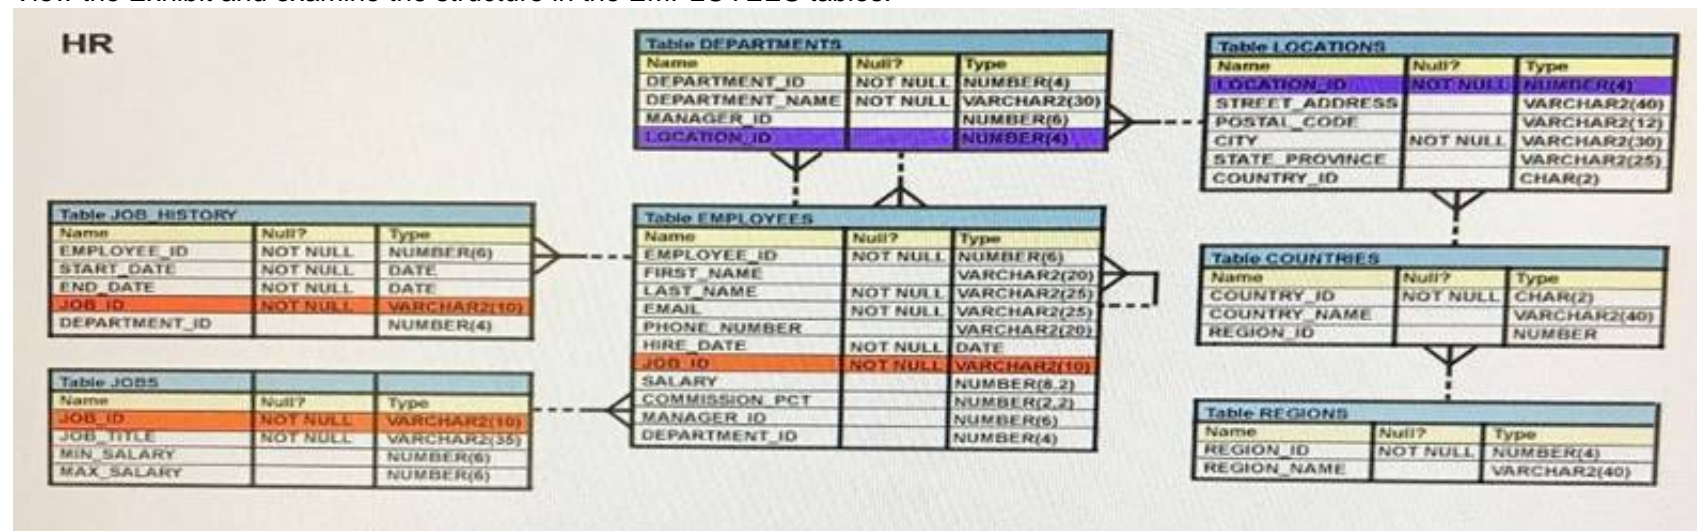 View the Exhibit and examine the structure in the EMPLOYEES tables.
HR
Table DEPARTMENTS
Name Null? Type
DEPARTMENT_ID NOT NULL NUMBER(4)
DEPARTMENT_NAME NOT NULL VARCHAR2(30)
MANAGER_ID NUMBER(6)
LOCATION_ID NUMBER(4)
Table LOCATIONS
Name Null? Type
LOCATION_ID NOT NULL NUMBER(4)
STREET_ADDRESS VARCHAR2(40)
POSTAL_CODE VARCHAR2(12)
CITY NOT NULL VARCHAR2(30)
STATE_PROVINCE VARCHAR2(25)
COUNTRY_ID CHAR(2)
Table JOB_HISTORY
Name Null? Type
EMPLOYEE_ID NOT NULL NUMBER(6)
START_DATE NOT NULL DATE
END_DATE NOT NULL DATE
JOB_ID NOT NULL VARCHAR2(10)
DEPARTMENT_ID NUMBER(4)
Table EMPLOYEES
Name Null? Type
EMPLOYEE_ID NOT NULL NUMBER(6)
FIRST_NAME VARCHAR2(20)
LAST_NAME NOT NULL VARCHAR2(25)
EMAIL NOT NULL VARCHAR2(25)
PHONE_NUMBER VARCHAR2(20)
HIRE_DATE NOT NULL DATE
JOB_ID NOT NULL VARCHAR2(10)
SALARY NUMBER(8,2)
COMMISSION_PCT NUMBER(2,2)
MANAGER_ID NUMBER(6)
DEPARTMENT_ID NUMBER(4)
Table COUNTRIES
Name Null? Type
COUNTRY_ID NOT NULL CHAR(2)
COUNTRY_NAME VARCHAR2(40)
REGION_ID NUMBER
Table JOBS
Name Null? Type
JOB_ID NOT NULL VARCHAR2(10)
JOB_TITLE NOT NULL VARCHAR2(35)
MIN_SALARY NUMBER(6)
MAX_SALARY NUMBER(6)
Table REGIONS
Name Null? Type
REGION_ID NOT NULL NUMBER(4)
REGION_NAME VARCHAR2(40)